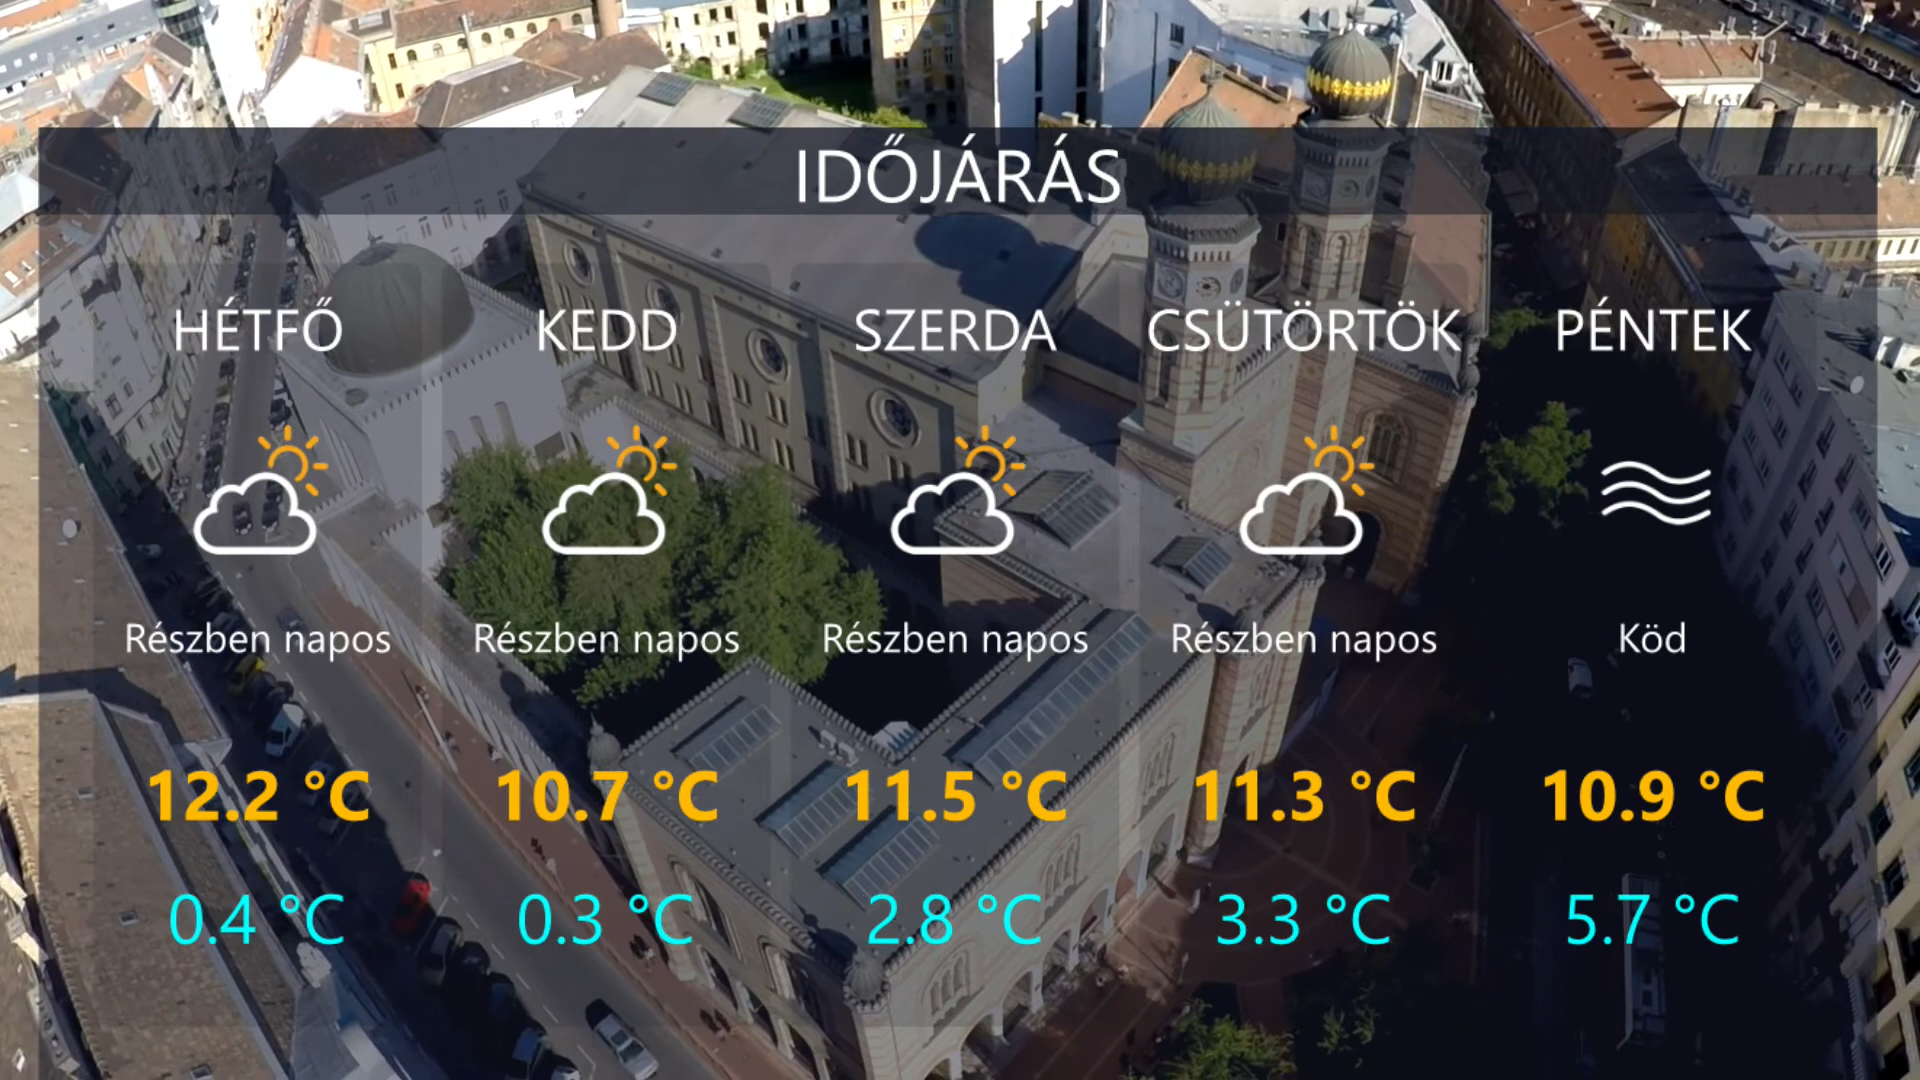 IDŐJÁRÁS
HÉTFŐ
Részben napos
12.2 °C
0.4 °C
KEDD
Részben napos
10.7 °C
0.3 °C
SZERDA
Részben napos
11.5 °C
2.8 °C
CSÜTÖRTÖK
Részben napos
11.3 °C
3.3 °C
PÉNTEK
Köd
10.9 °C
5.7 °C